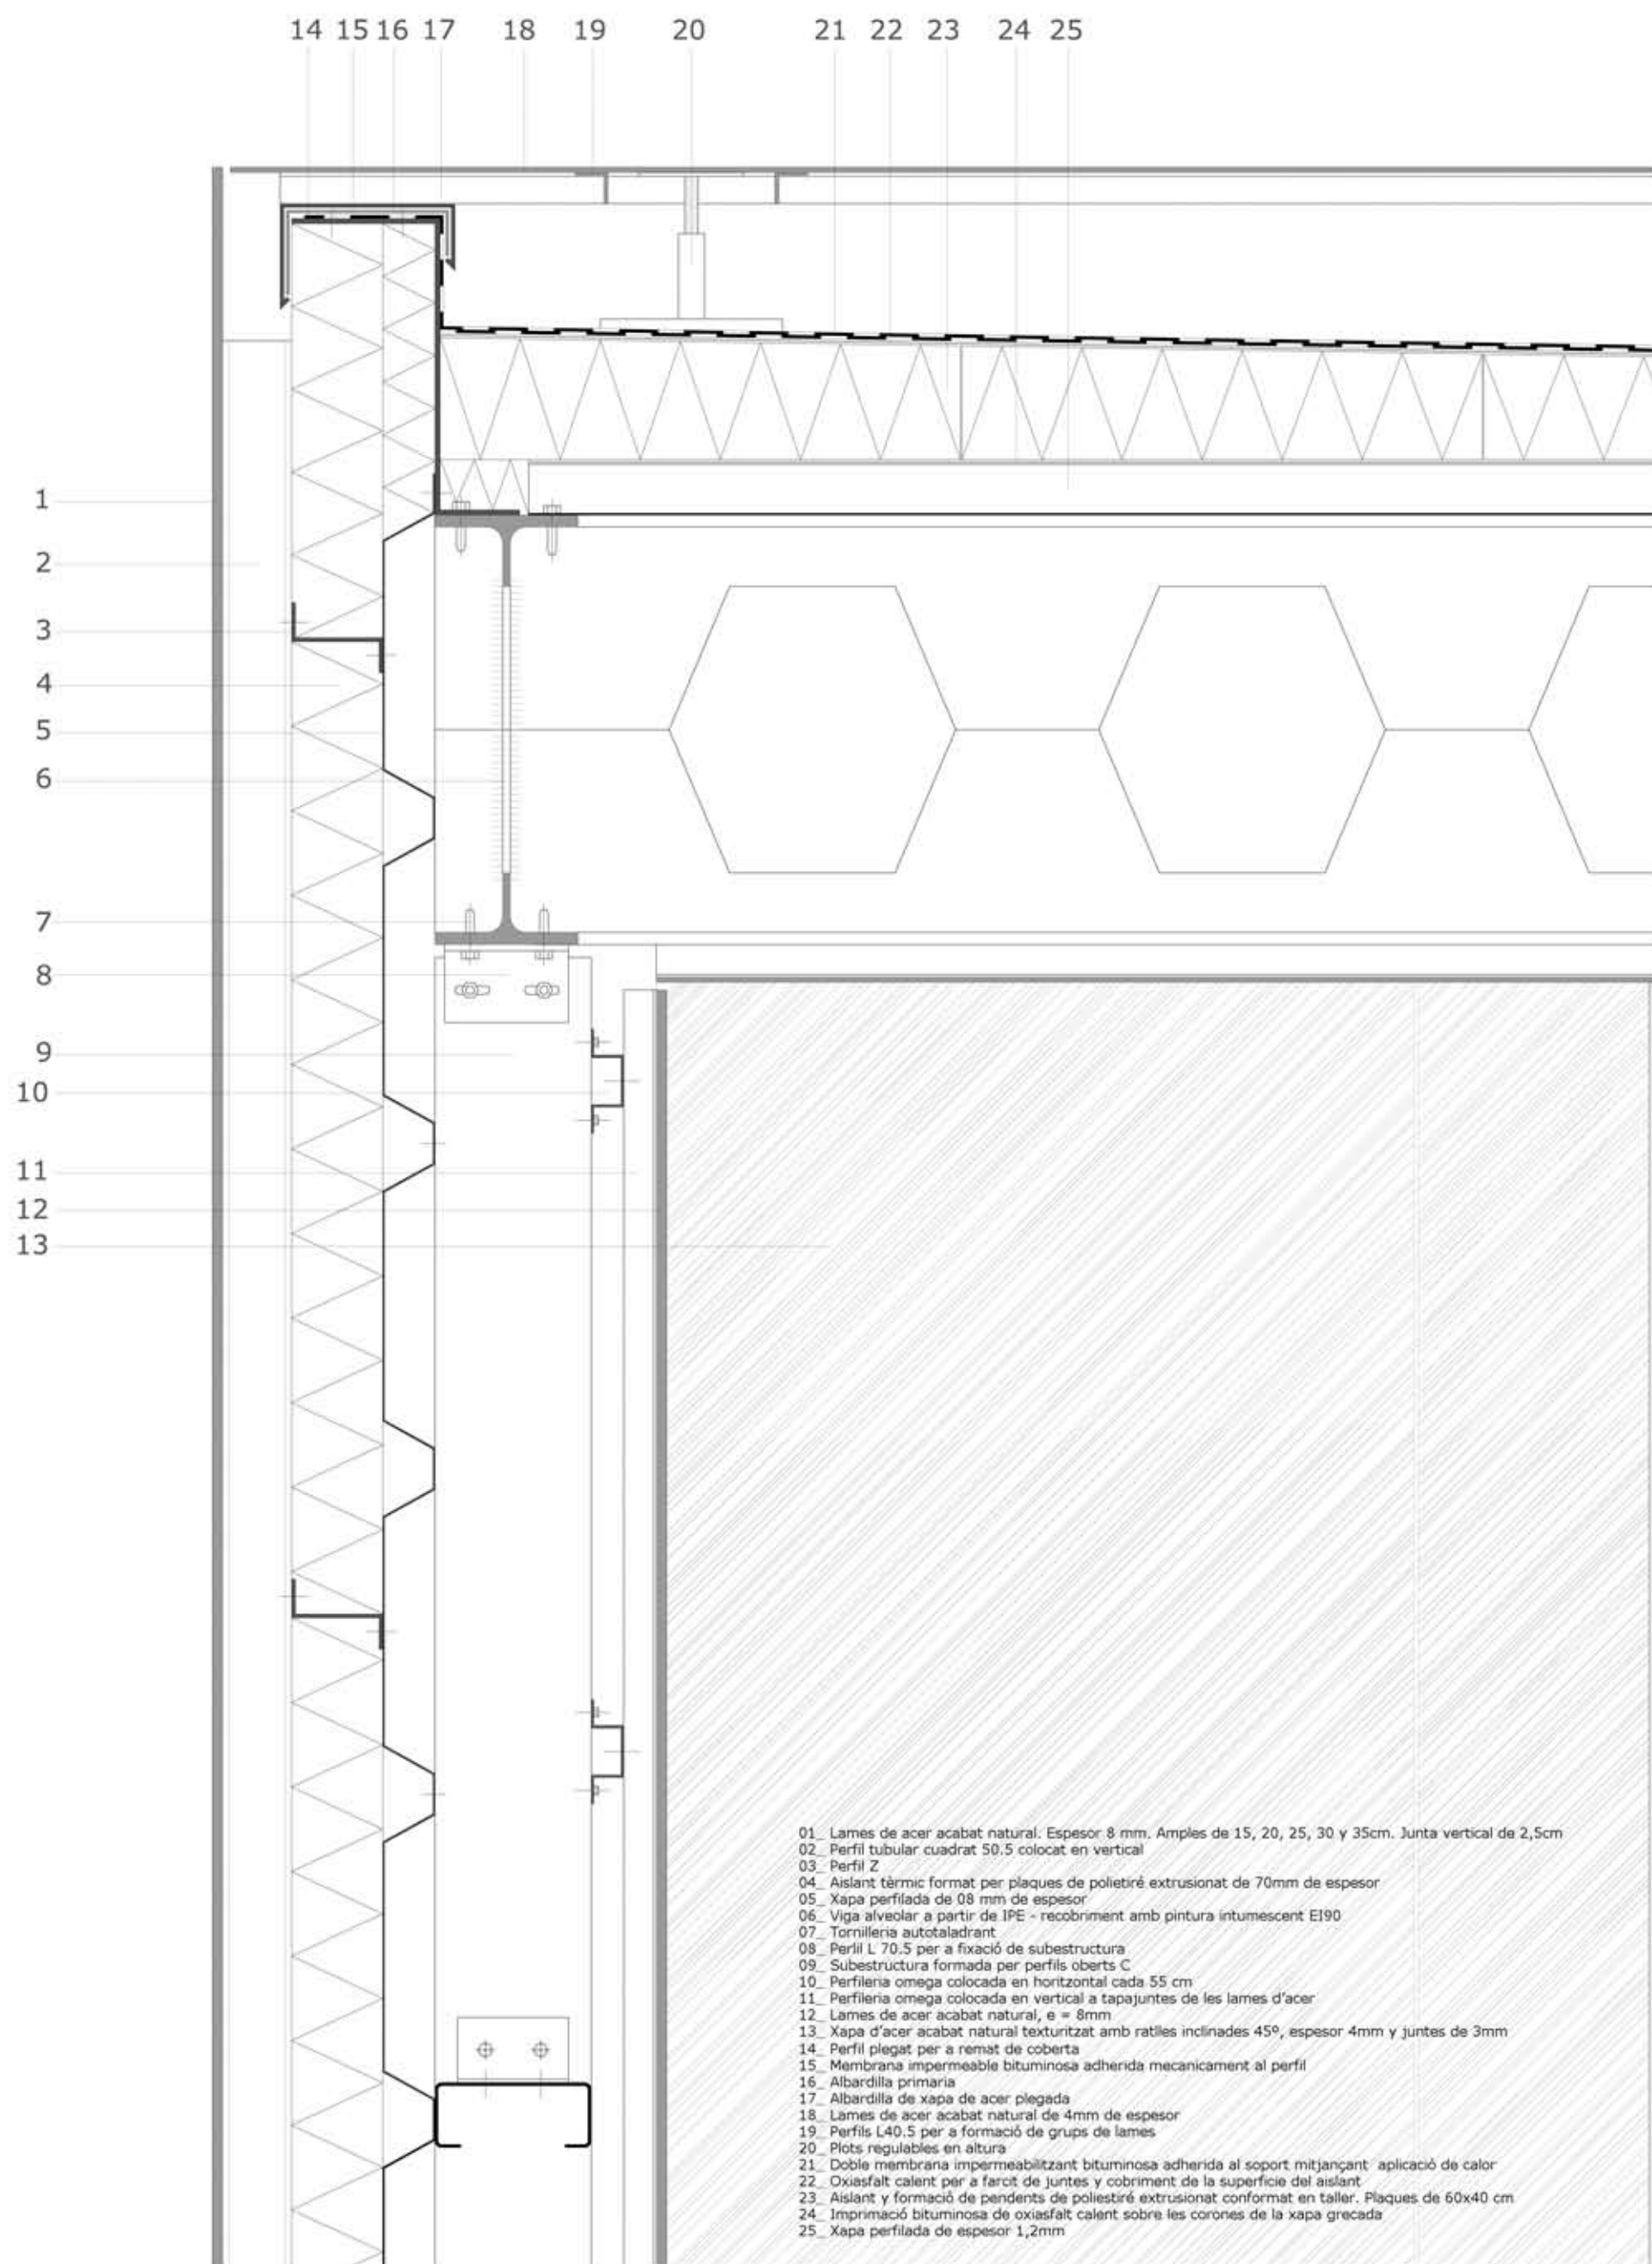 14 15 16 17 18 19 20 21 22 23 24 25
1
2
3
4
5
6
7
8
9
10
11
12
13
01_ Lames de acer acabat natural. Espesor 8 mm. Amples de 15, 20, 25, 30 y 35cm. Junta vertical de 2,5cm
02_ Perfil tubular cuadrat 50.5 colocat en vertical
03_ Perfil Z
04_ Aislant tèrmic format per plaques de polietiré extrusionat de 70mm de espesor
05_ Xapa perfilada de 08 mm de espesor
06_ Viga alveolar a partir de IPE - recobriment amb pintura intumescent EI90
07_ Tornilleria autotaladrant
08_ Perlil L 70.5 per a fixació de subestructura
09_ Subestructura formada per perfils oberts C
10_ Perfileria omega colocada en horitzontal cada 55 cm
11_ Perfileria omega colocada en vertical a tapajuntes de les lames d'acer
12_ Lames de acer acabat natural, e = 8mm
13_ Xapa d'acer acabat natural texturitzat amb ratlles inclinades 45º, espesor 4mm y juntes de 3mm
14_ Perfil plegat per a remat de coberta
15_ Membrana impermeable bituminosa adherida mecanicament al perfil
16_ Albardilla primaria
17_ Albardilla de xapa de acer plegada
18_ Lames de acer acabat natural de 4mm de espesor
19_ Perfils L40.5 per a formació de grups de lames
20_ Plots regulables en altura
21_ Doble membrana impermeabilitzant bituminosa adherida al soport mitjançant aplicació de calor
22_ Oxiasfalt calent per a farcit de juntes y cobriment de la superficie del aislant
23_ Aislant y formació de pendents de poliestiré extrusionat conformat en taller. Plaques de 60x40 cm
24_ Imprimació bituminosa de oxiasfalt calent sobre les corones de la xapa grecada
25_ Xapa perfilada de espesor 1,2mm